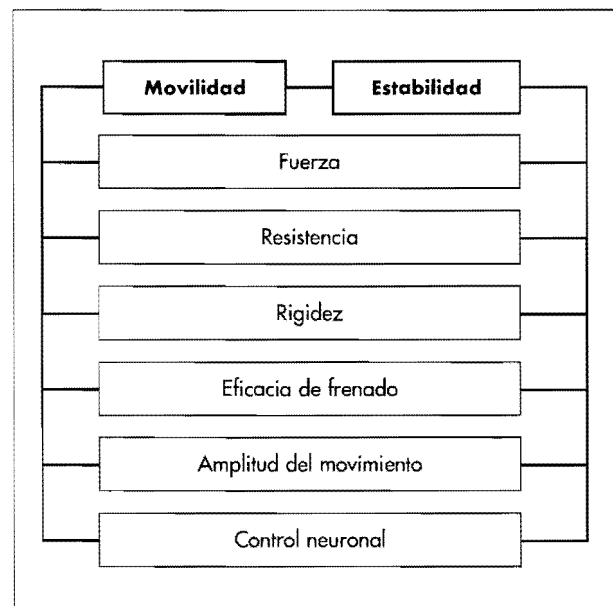 Movilidad Estabilidad
Fuerza
Resistencia
Rigidez
Eficacia de frenado
Amplitud del movimiento
Control neuronal